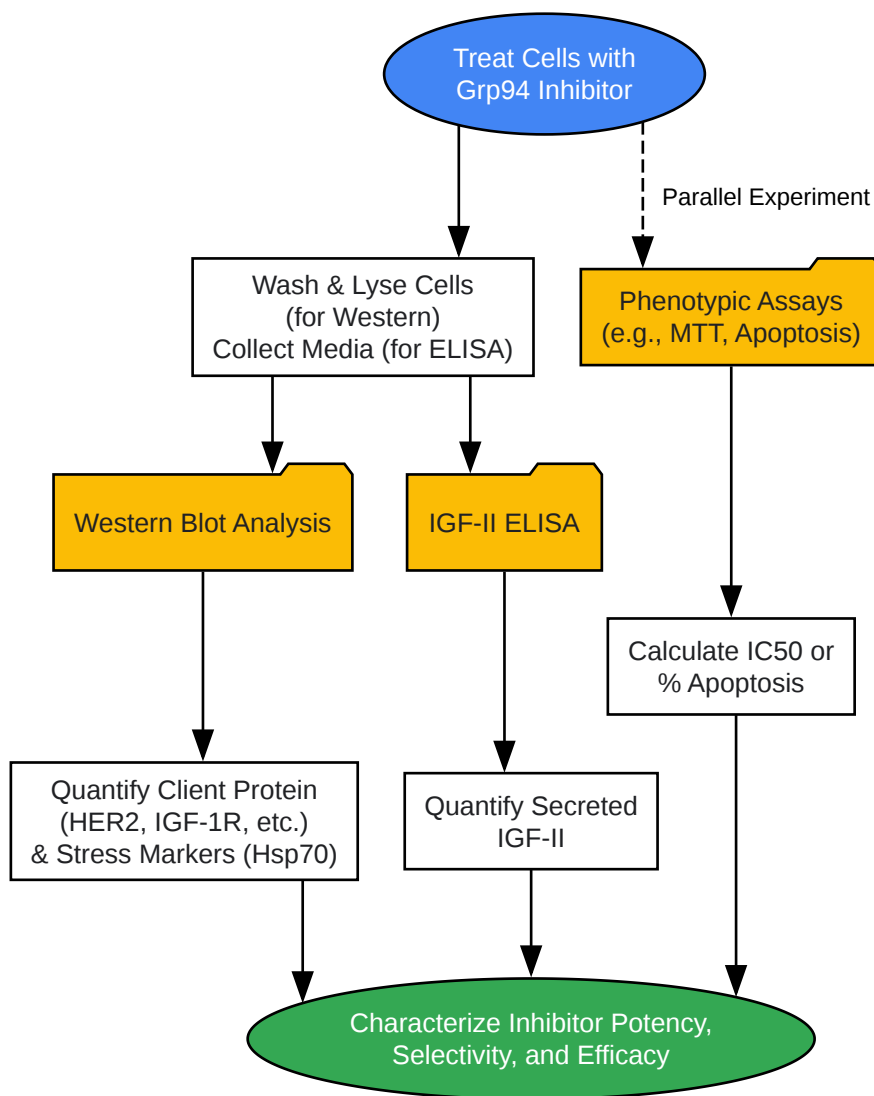 Treat Cells with
Grp94 Inhibitor
Parallel Experiment
Wash & Lyse Cells
(for Western)
Collect Media (for ELISA)
Phenotypic Assays
(e.g., MTT, Apoptosis)
Western Blot Analysis
IGF-II ELISA
Calculate IC50 or
% Apoptosis
Quantify Client Protein
(HER2, IGF-1R, etc.)
& Stress Markers (Hsp70)
Quantify Secreted
IGF-II
Characterize Inhibitor Potency,
Selectivity, and Efficacy